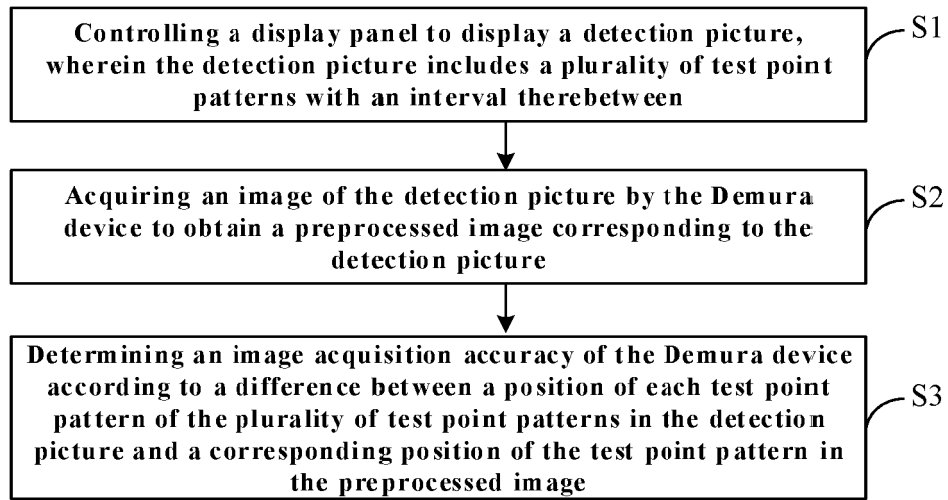 Controlling a display panel to display a detection picture,
wherein the detection picture includes a plurality of test point
patterns with an interval therebetween
S1
Acquiring an image of the detection picture by the Demura
device to obtain a preprocessed image corresponding to the
detection picture
S2
Determining an image acquisition accuracy of the Demura device
according to a difference between a position of each test point
pattern of the plurality of test point patterns in the detection
picture and a corresponding position of the test point pattern in
the preprocessed image
S3